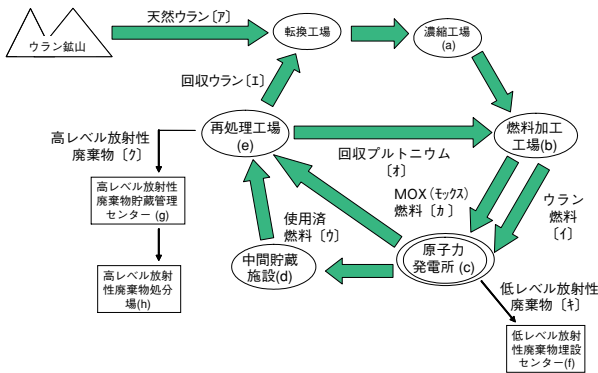 天然ウラン〔ｱ〕
ウラン鉱山
転換工場
濃縮工場
(a)
回収ウラン〔ｴ〕
再処理工場
(e)
燃料加工
工場(b)
高レベル放射性
廃棄物〔ｸ〕
回収プルトニウム
〔ｵ〕
高レベル放射性
廃棄物貯蔵管理
センター (g)
MOX（ﾓｯｸｽ）
燃料〔ｶ〕
ウラン
燃料
〔ｲ〕
使用済
燃料〔ｳ〕
中間貯蔵
施設(d)
原子力
発電所(c)
高レベル放射
性廃棄物処分
場(h)
低レベル放射性
廃棄物〔ｷ〕
低レベル放射
性廃棄物埋設
センター(f)